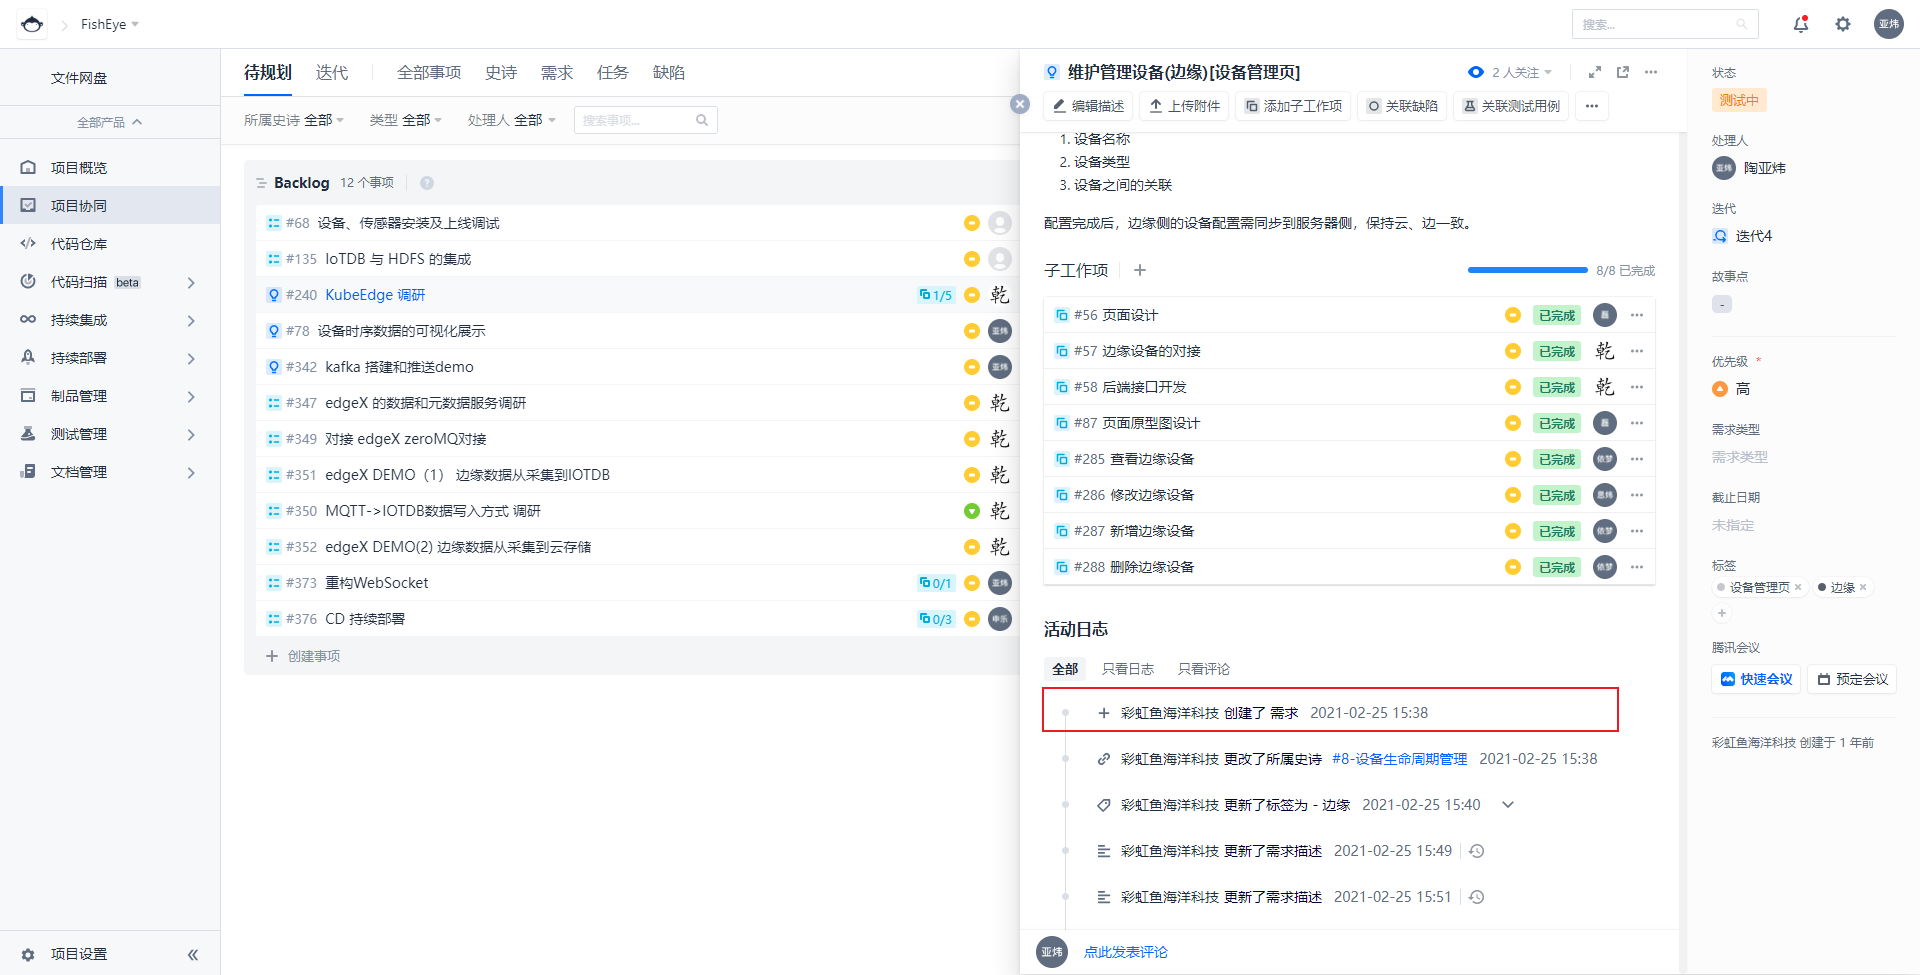 FishEye
搜索...
亚炜
文件网盘
全部产品
项目概览
项目协同
代码仓库
代码扫描 beta
持续集成
持续部署
制品管理
测试管理
文档管理
项目设置
待规划 迭代 全部事项 史诗 需求 任务 缺陷
所属史诗 全部 类型 全部 处理人 全部 搜索事项...
Backlog 12 个事项
#68 设备、传感器安装及上线调试
#135 IoTDB 与 HDFS 的集成
#240 KubeEdge 调研 1/5 乾
#78 设备时序数据的可视化展示 亚炜
#342 kafka 搭建和推送demo 亚炜
#347 edgeX 的数据和元数据服务调研 乾
#349 对接 edgeX zeroMQ对接 乾
#351 edgeX DEMO（1） 边缘数据从采集到IOTDB 乾
#350 MQTT->IOTDB数据写入方式 调研 乾
#352 edgeX DEMO(2) 边缘数据从采集到云存储 乾
#373 重构WebSocket 0/1 亚炜
#376 CD 持续部署 0/3 申乐
创建事项
维护管理设备(边缘)[设备管理页] 2 人关注
编辑描述 上传附件 添加子工作项 关联缺陷 关联测试用例
1. 设备名称
2. 设备类型
3. 设备之间的关联
配置完成后，边缘侧的设备配置需同步到服务器侧，保持云、边一致。
子工作项 8/8 已完成
#56 页面设计 已完成
#57 边缘设备的对接 已完成 乾
#58 后端接口开发 已完成 乾
#87 页面原型图设计 已完成
#285 查看边缘设备 已完成 依梦
#286 修改边缘设备 已完成
#287 新增边缘设备 已完成 依梦
#288 删除边缘设备 已完成 依梦
活动日志
全部 只看日志 只看评论
彩虹鱼海洋科技 创建了 需求 2021-02-25 15:38
彩虹鱼海洋科技 更改了所属史诗 #8-设备生命周期管理 2021-02-25 15:38
彩虹鱼海洋科技 更新了标签为 - 边缘 2021-02-25 15:40
彩虹鱼海洋科技 更新了需求描述 2021-02-25 15:49
彩虹鱼海洋科技 更新了需求描述 2021-02-25 15:51
亚炜 点此发表评论
状态
测试中
处理人
亚炜 陶亚炜
迭代
迭代4
故事点
-
优先级 *
高
需求类型
需求类型
截止日期
未指定
标签
设备管理页 × 边缘 ×
+
腾讯会议
快速会议 预定会议
彩虹鱼海洋科技 创建于 1 年前